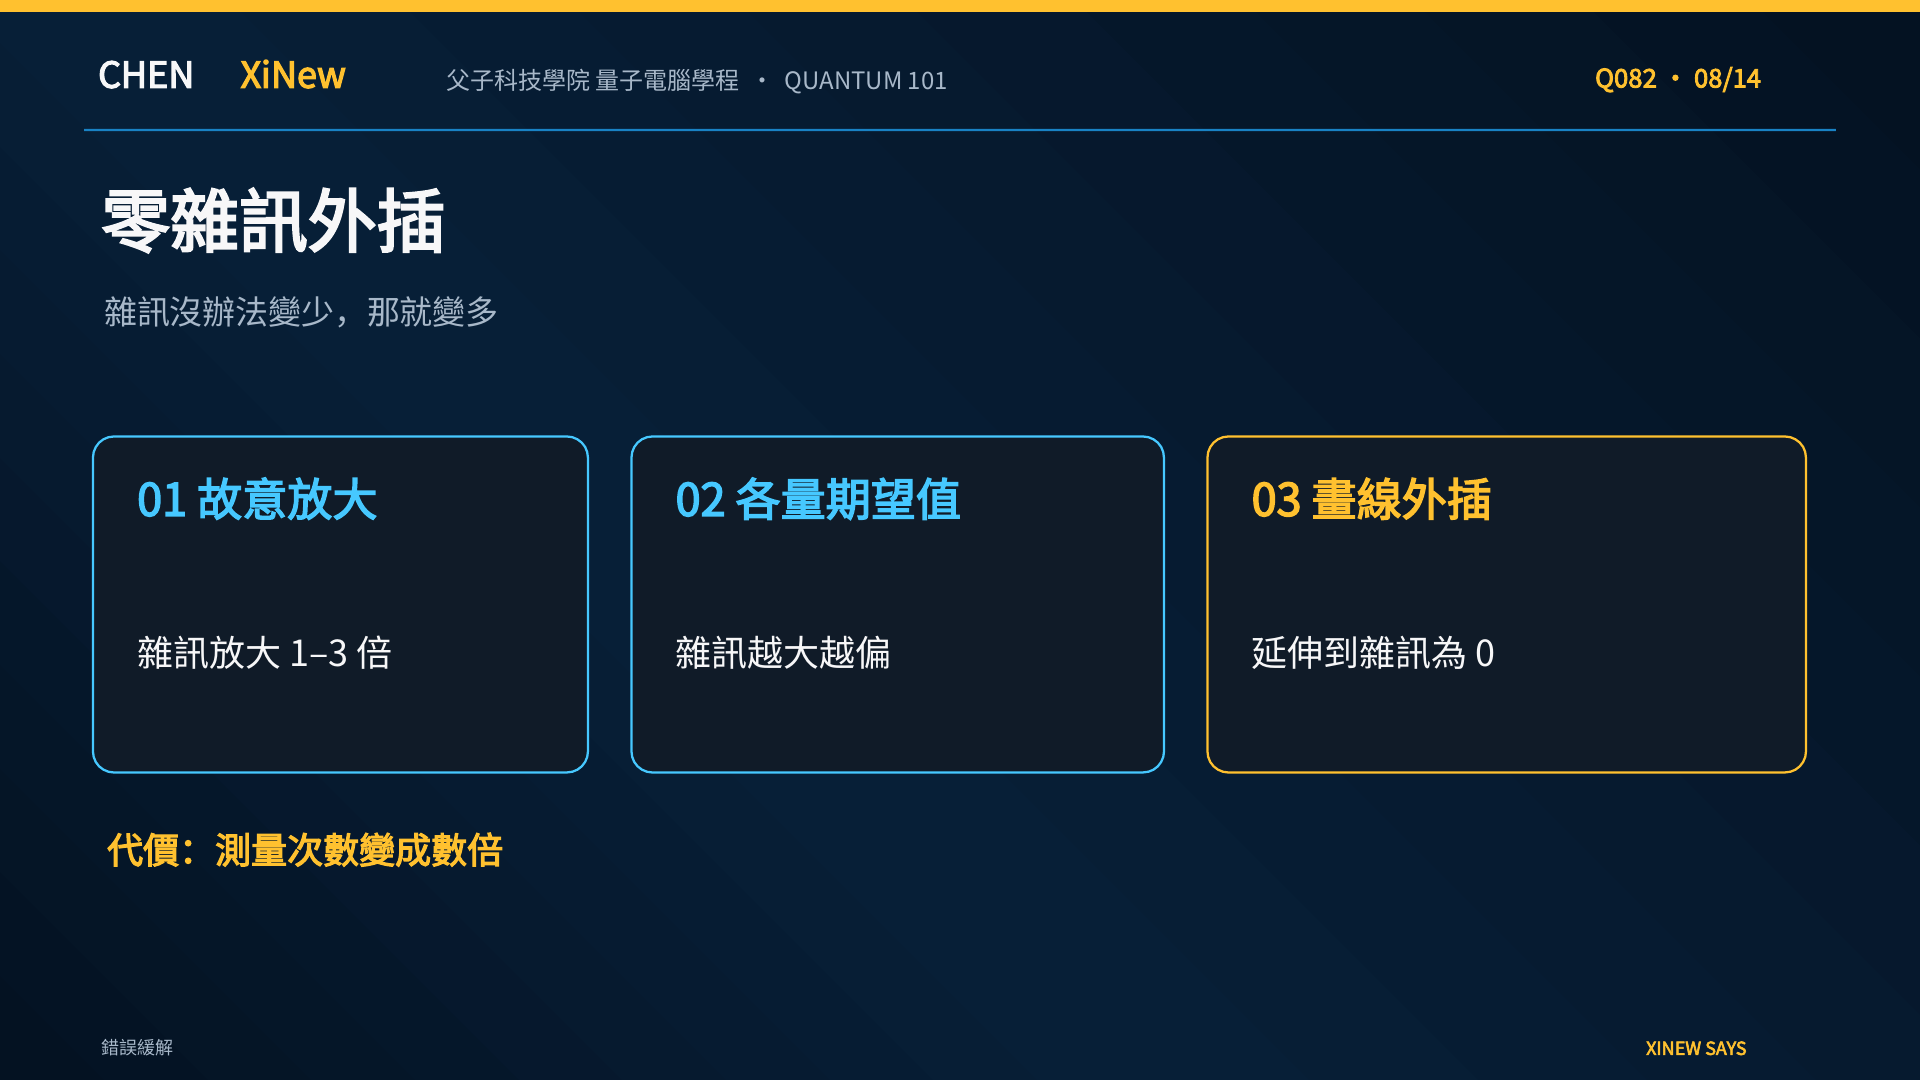 CHEN XiNew 父子科技學院 量子電腦學程 · QUANTUM 101 Q082 · 08/14
零雜訊外插
雜訊沒辦法變少，那就變多
01 故意放大
雜訊放大 1–3 倍
02 各量期望值
雜訊越大越偏
03 畫線外插
延伸到雜訊為 0
代價：測量次數變成數倍
錯誤緩解
XINEW SAYS